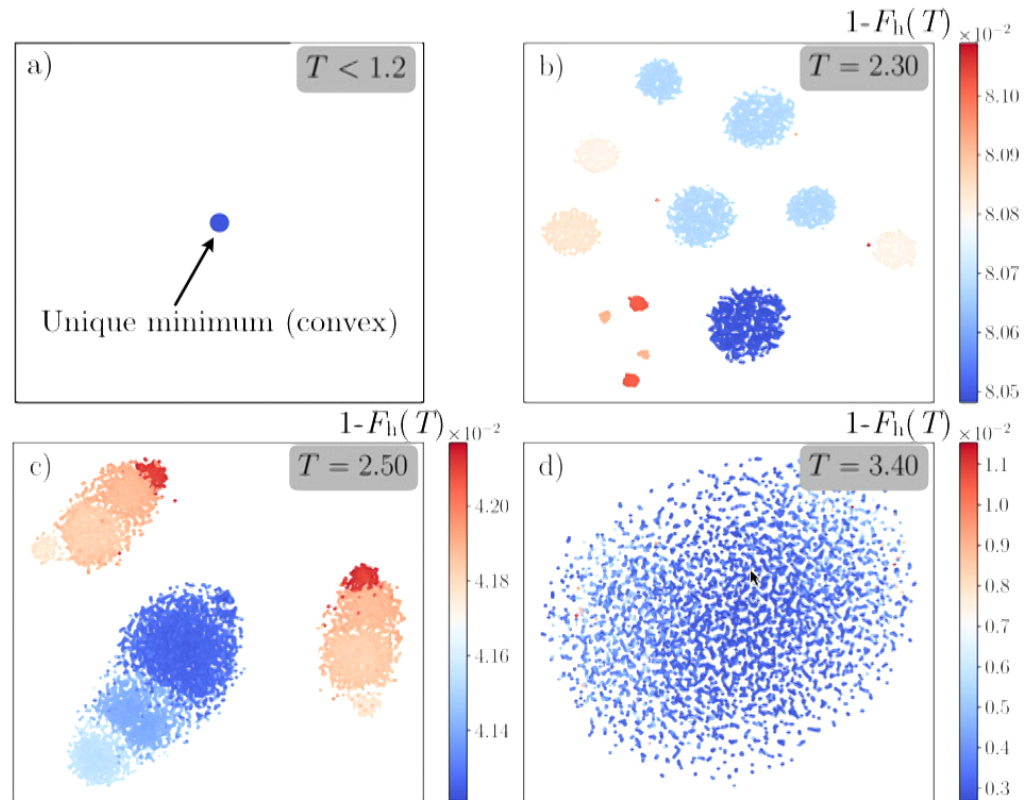 a)
T < 1.2
Unique minimum (convex)
b)
T = 2.30
1-Fₕ(T)
×10⁻²
8.10
8.09
8.08
8.07
8.06
8.05
c)
T = 2.50
1-Fₕ(T)
×10⁻²
4.20
4.18
4.16
4.14
d)
T = 3.40
1-Fₕ(T)
×10⁻²
1.1
1.0
0.9
0.8
0.7
0.6
0.5
0.4
0.3